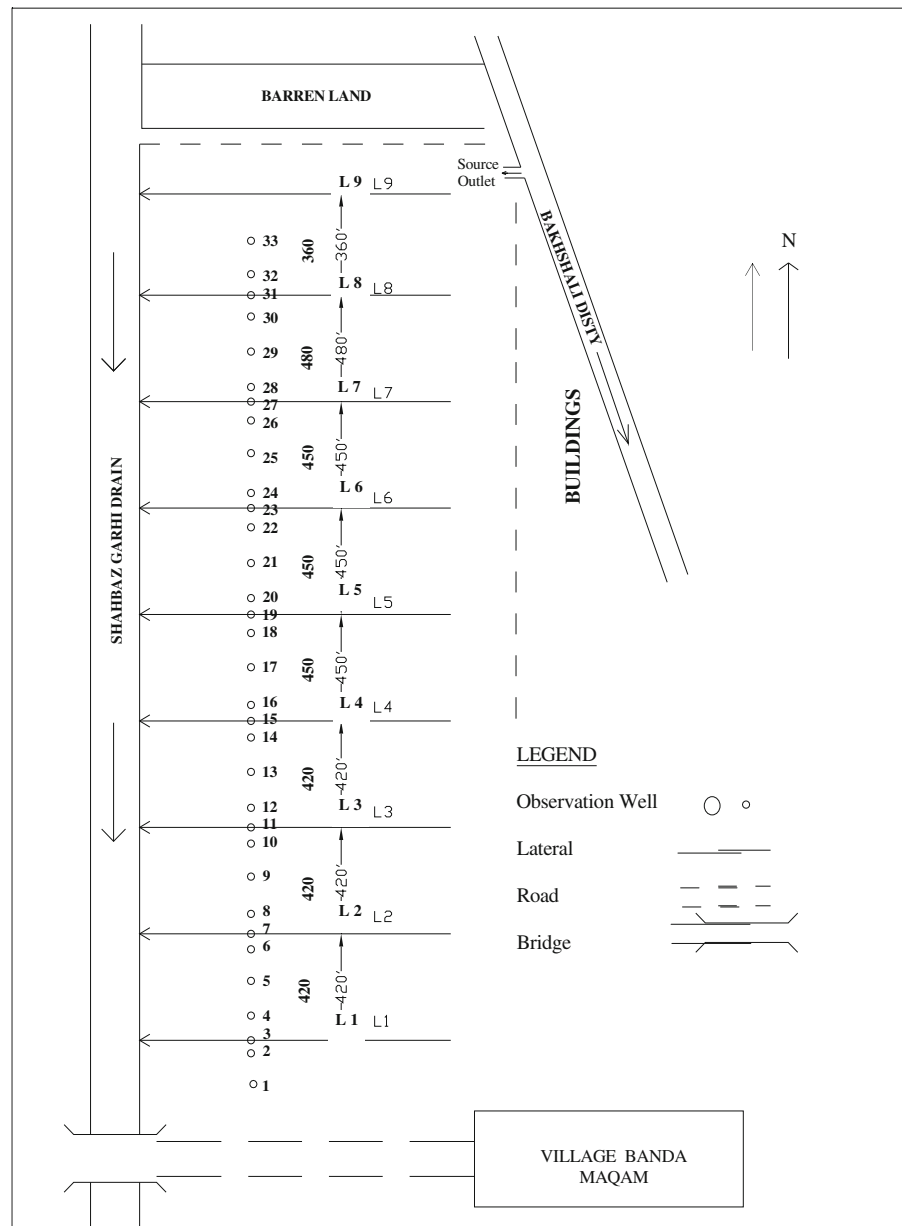 BARREN LAND
Source
Outlet
L 9 L9
33
360
360'
32
L 8 L8
31
30
29
480
480'
28
L 7 L7
27
26
25
450
450'
24
L 6 L6
23
22
21
450
450'
20
L 5 L5
19
18
17
450
450'
16
L 4 L4
15
14
13
420
420'
12
L 3 L3
11
10
9
420
420'
8
L 2 L2
7
6
5
420
420'
4
L 1 L1
3
2
1
SHAHBAZ GARHI DRAIN
BAKHSHALI DISTY
BUILDINGS
N
LEGEND
Observation Well
Lateral
Road
Bridge
VILLAGE BANDA
MAQAM